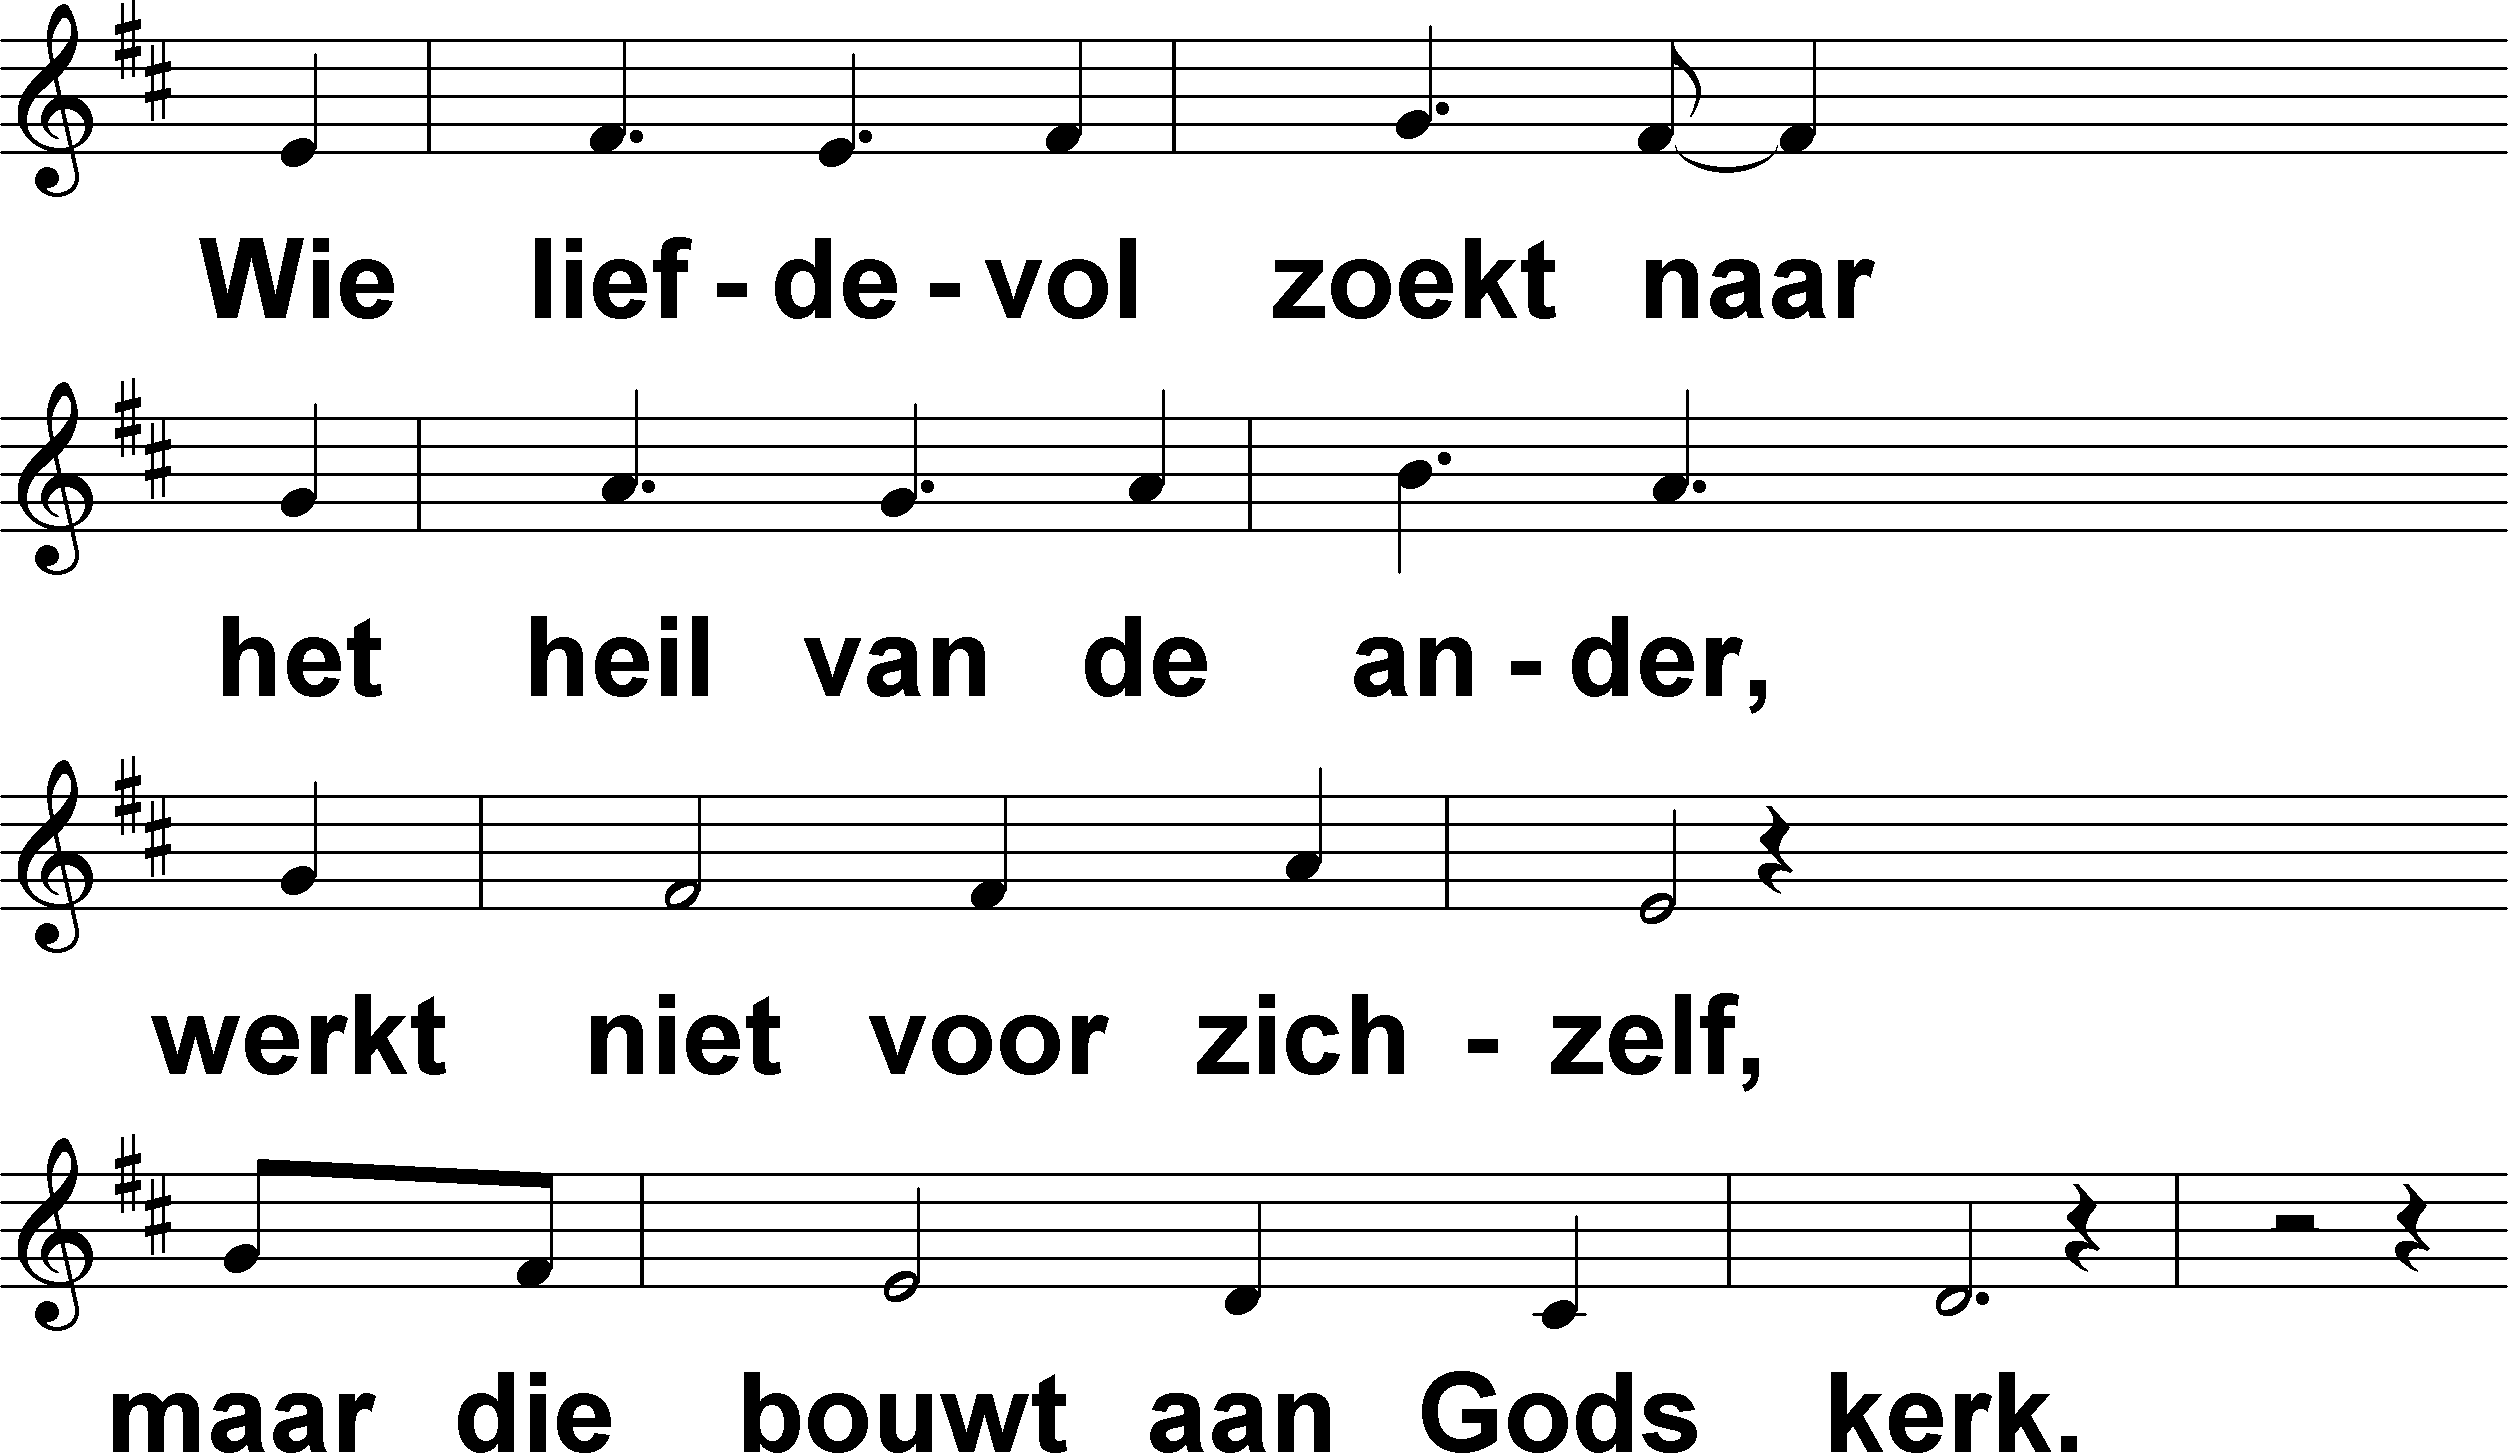 Wie lief - de - vol zoekt naar
het heil van de an - der,
werkt niet voor zich - zelf,
maar die bouwt aan Gods kerk.